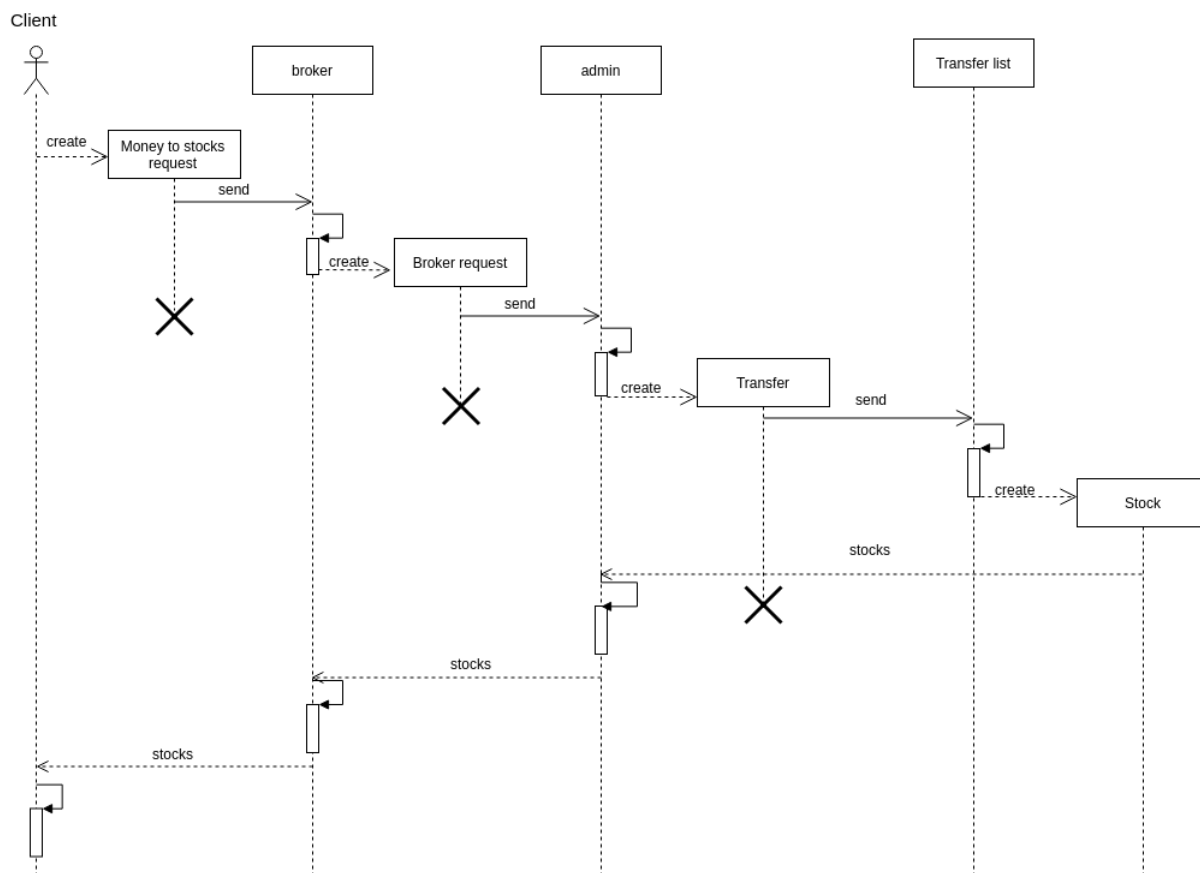 Client
broker
admin
Transfer list
create
Money to stocks
request
send
create
Broker request
send
create
Transfer
send
create
Stock
stocks
stocks
stocks